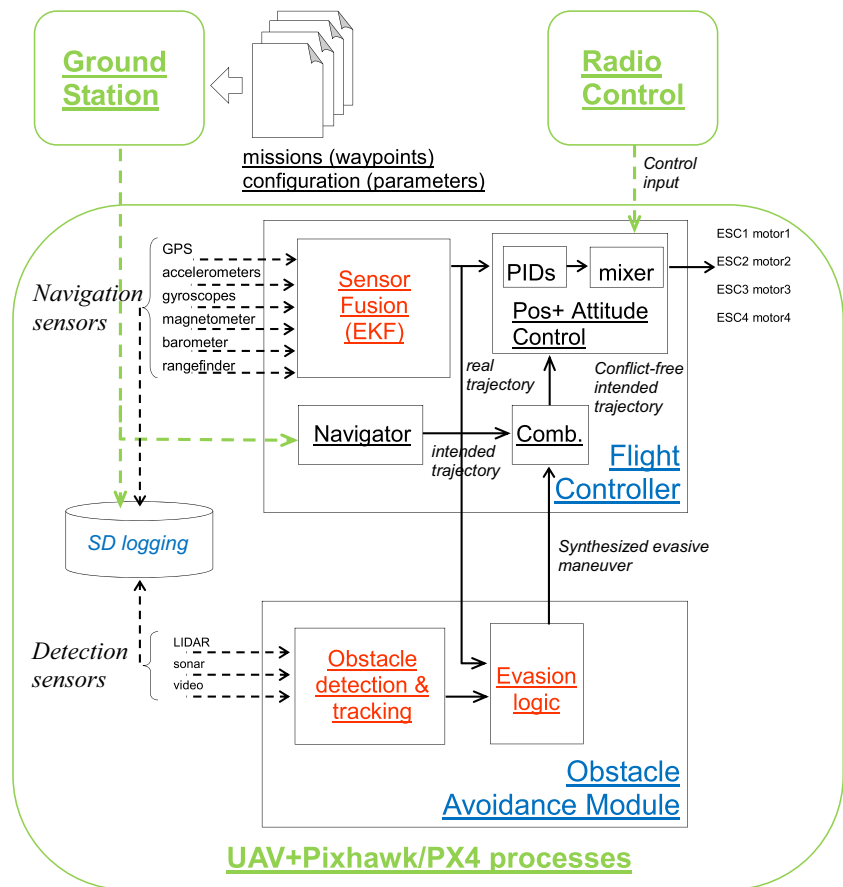 Ground
Station
missions (waypoints)
configuration (parameters)
Radio
Control
Control
input
Navigation
sensors
GPS
accelerometers
gyroscopes
magnetometer
barometer
rangefinder
Sensor
Fusion
(EKF)
PIDs
mixer
Pos+ Attitude
Control
ESC1 motor1
ESC2 motor2
ESC3 motor3
ESC4 motor4
real
trajectory
Conflict-free
intended
trajectory
Navigator
intended
trajectory
Comb.
Flight
Controller
SD logging
Synthesized evasive
maneuver
Detection
sensors
LIDAR
sonar
video
Obstacle
detection &
tracking
Evasion
logic
Obstacle
Avoidance Module
UAV+Pixhawk/PX4 processes